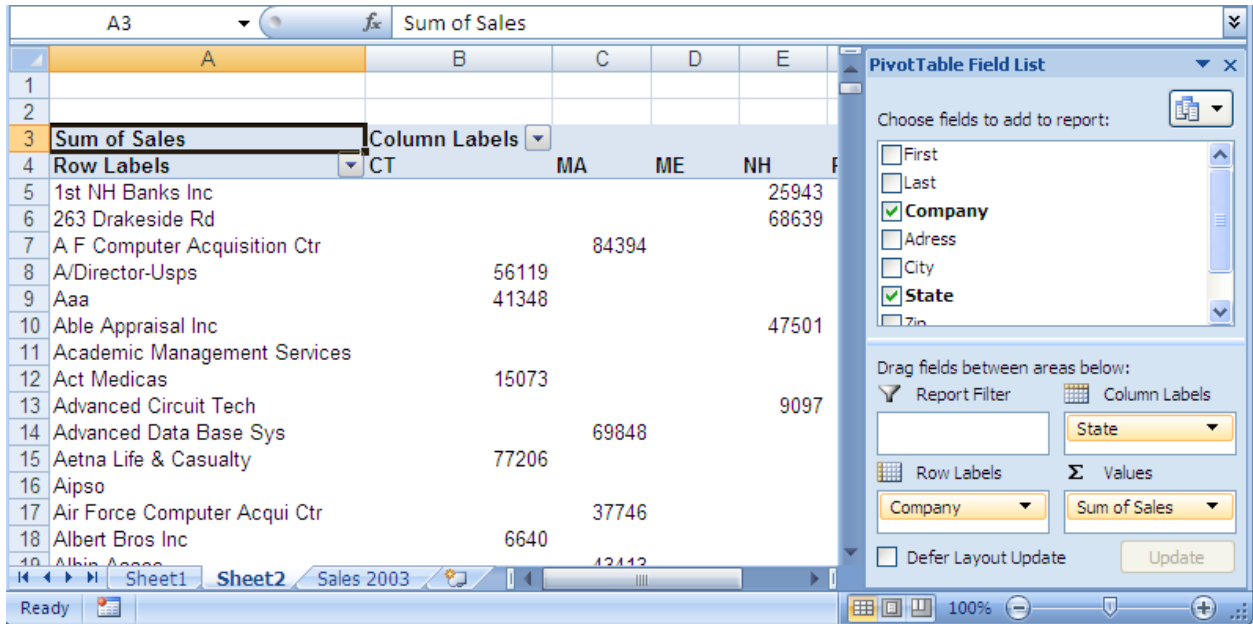 A3 fx Sum of Sales
A B C D E
1
2
3 Sum of Sales Column Labels
4 Row Labels CT MA ME NH
5 1st NH Banks Inc 25943
6 263 Drakeside Rd 68639
7 A F Computer Acquisition Ctr 84394
8 A/Director-Usps 56119
9 Aaa 41348
10 Able Appraisal Inc 47501
11 Academic Management Services
12 Act Medicas 15073
13 Advanced Circuit Tech 9097
14 Advanced Data Base Sys 69848
15 Aetna Life & Casualty 77206
16 Aipso
17 Air Force Computer Acqui Ctr 37746
18 Albert Bros Inc 6640
19 Albin Assoc 43413
Sheet1 Sheet2 Sales 2003
Ready 100%
PivotTable Field List
Choose fields to add to report:
First
Last
Company
Adress
City
State
Zip
Drag fields between areas below:
Report Filter Column Labels
State
Row Labels Σ Values
Company Sum of Sales
Defer Layout Update Update